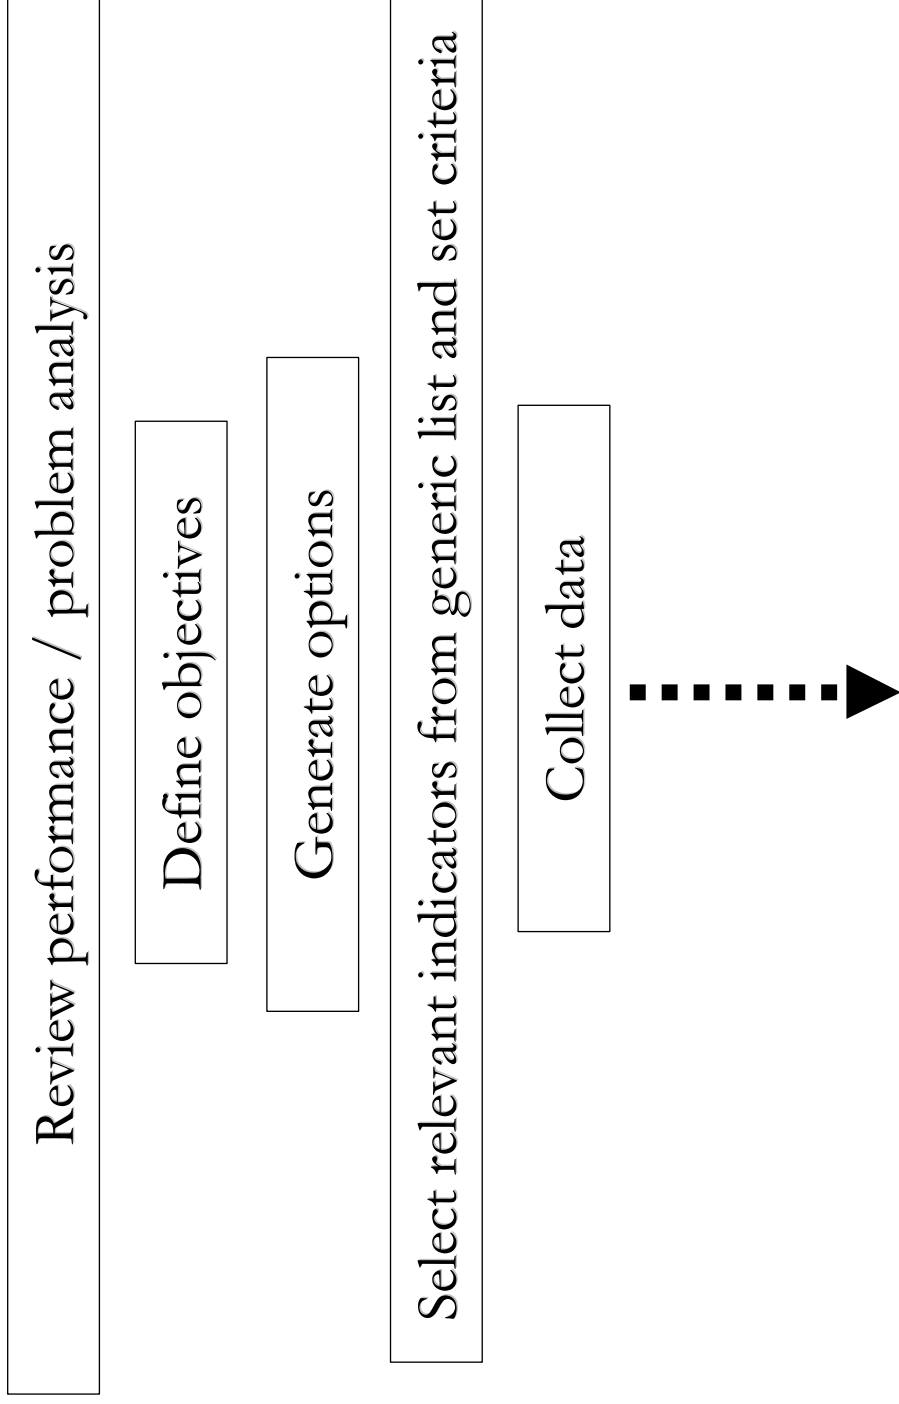 Review performance / problem analysis
Define objectives
Generate options
Select relevant indicators from generic list and set criteria
Collect data